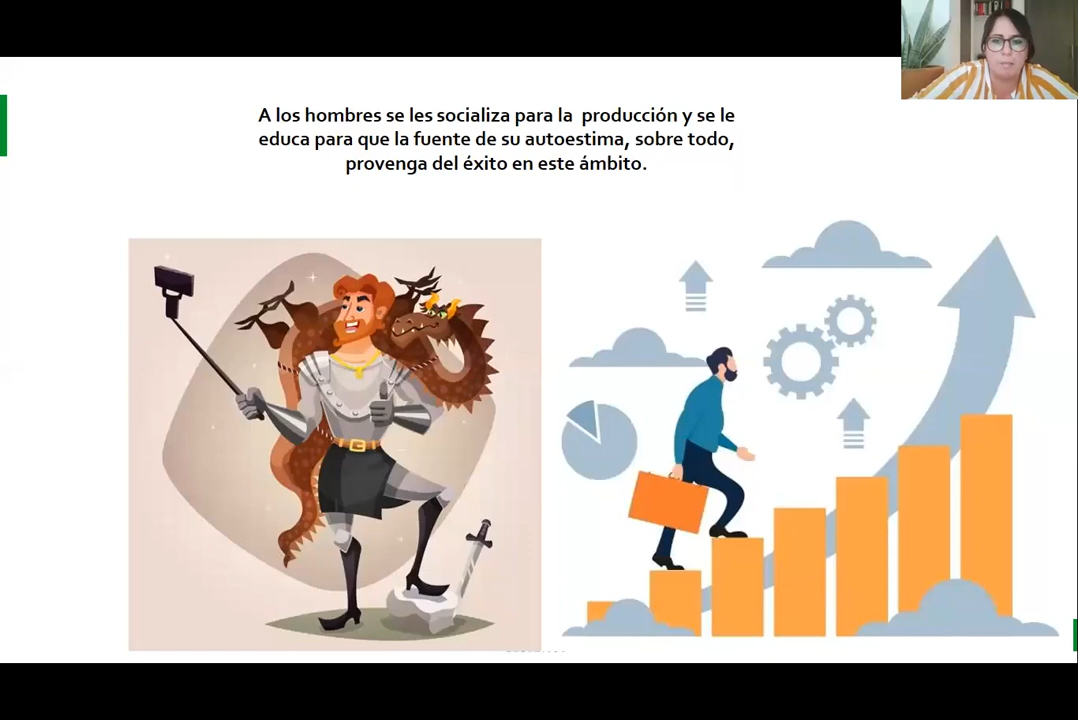 A los hombres se les socializa para la producción y se le
educa para que la fuente de su autoestima, sobre todo,
provenga del éxito en este ámbito.